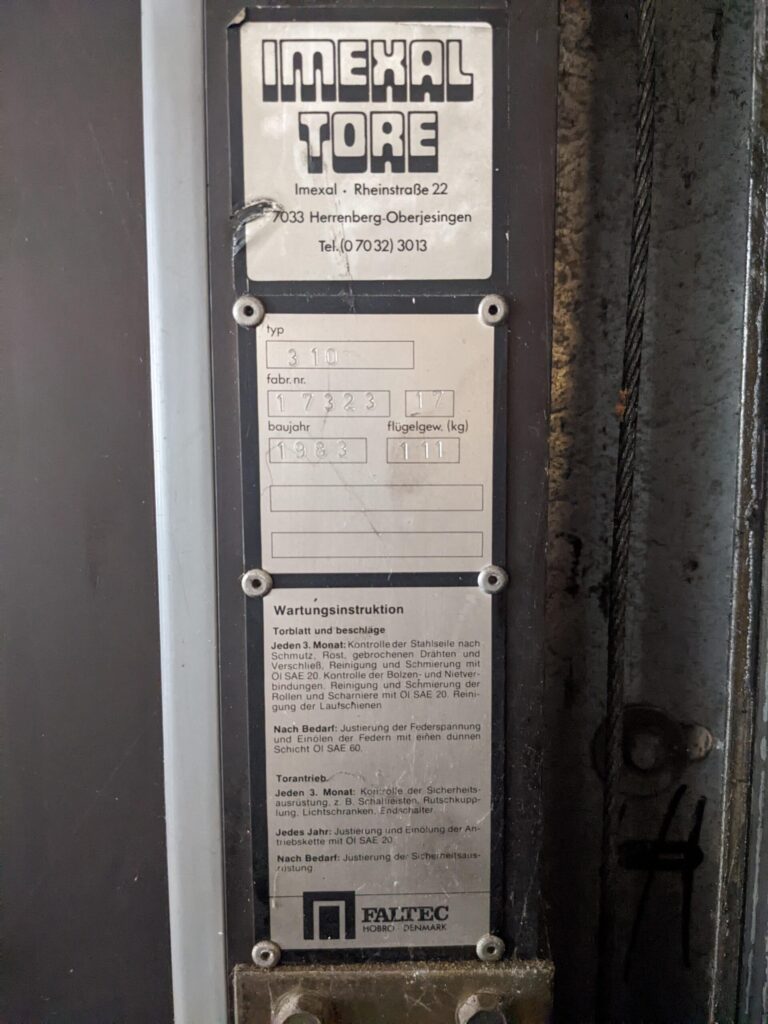 IMEXAL
TORE
Imexal · Rheinstraße 22
7033 Herrenberg-Oberjesingen
Tel. (0 70 32) 3013
typ
310
fabr. nr.
17323 17
baujahr flügelgew. (kg)
1983 111
Wartungsinstruktion
Torblatt und beschläge
Jeden 3. Monat: Kontrolle der Stahlseile nach
Schmutz, Rost, gebrochenen Drähten und
Verschließ, Reinigung und Schmierung mit
Öl SAE 20. Kontrolle der Bolzen- und Nietver-
bindungen. Reinigung und Schmierung der
Rollen und Scharniere mit Öl SAE 20. Reini-
gung der Laufschienen
Nach Bedarf: Justierung der Federspannung
und Einölen der Federn mit einen dunnen
Schicht Öl SAE 60.
Torantrieb
Jeden 3. Monat: Kontrolle der Sicherheits-
ausrüstung, z. B. Schaltleisten, Rutschkupp-
lung, Lichtschranken, Endschalter
Jedes Jahr: Justierung und Einölung der An-
triebskette mit Öl SAE 20
Nach Bedarf: Justierung der Sicherheitsaus-
rüstung
FALTEC
HOBRO · DENMARK